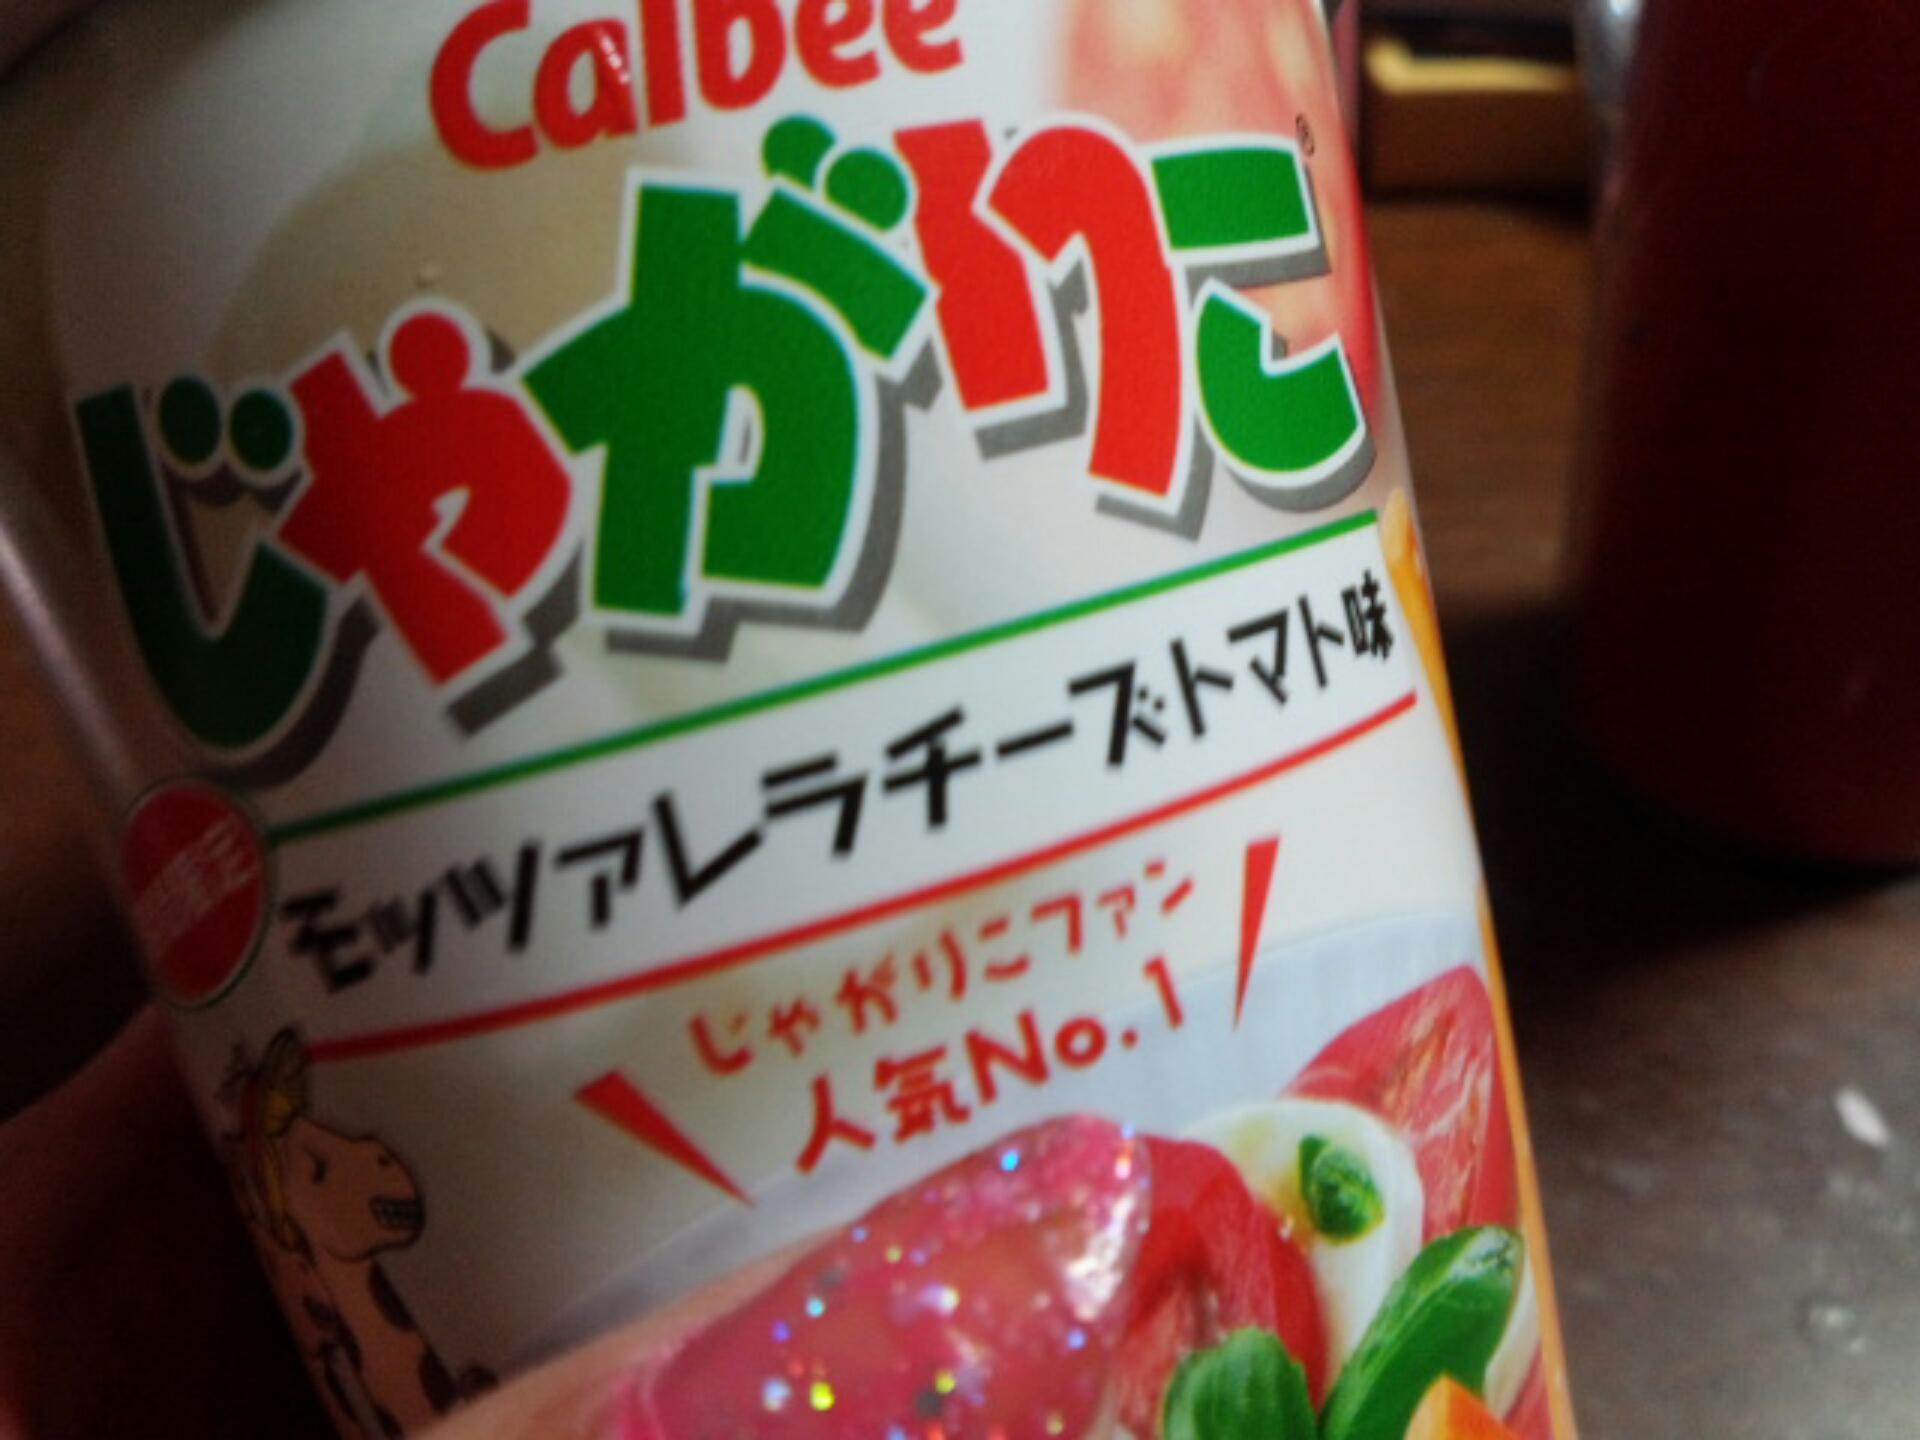 Calbee
じゃがりこ®
モッツァレラチーズトマト味
じゃがりこファン
人気No.1